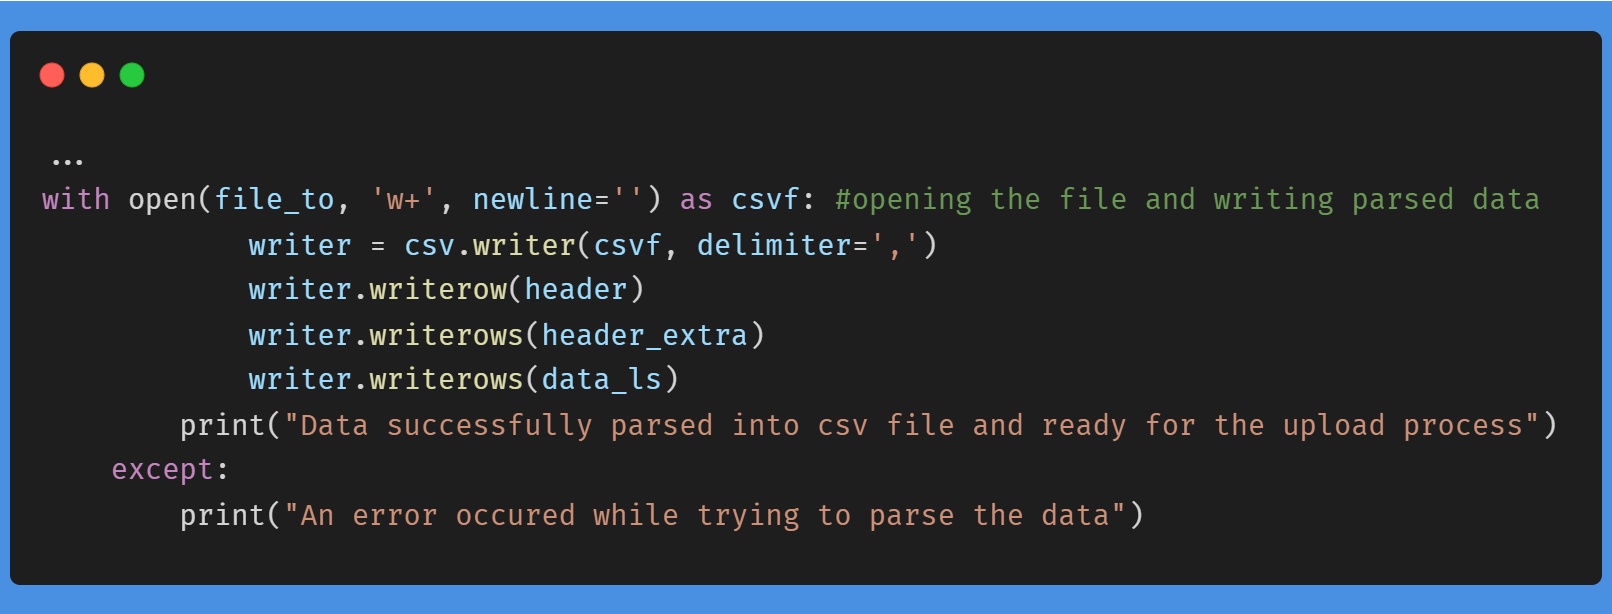 ...
with open(file_to, 'w+', newline='') as csvf: #opening the file and writing parsed data
            writer = csv.writer(csvf, delimiter=',')
            writer.writerow(header)
            writer.writerows(header_extra)
            writer.writerows(data_ls)
        print("Data successfully parsed into csv file and ready for the upload process")
    except:
        print("An error occured while trying to parse the data")